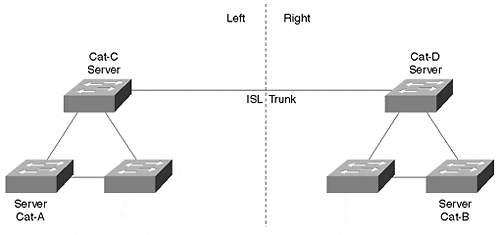 Left Right
Cat-C
Server
Cat-D
Server
ISL Trunk
Server
Cat-A
Server
Cat-B